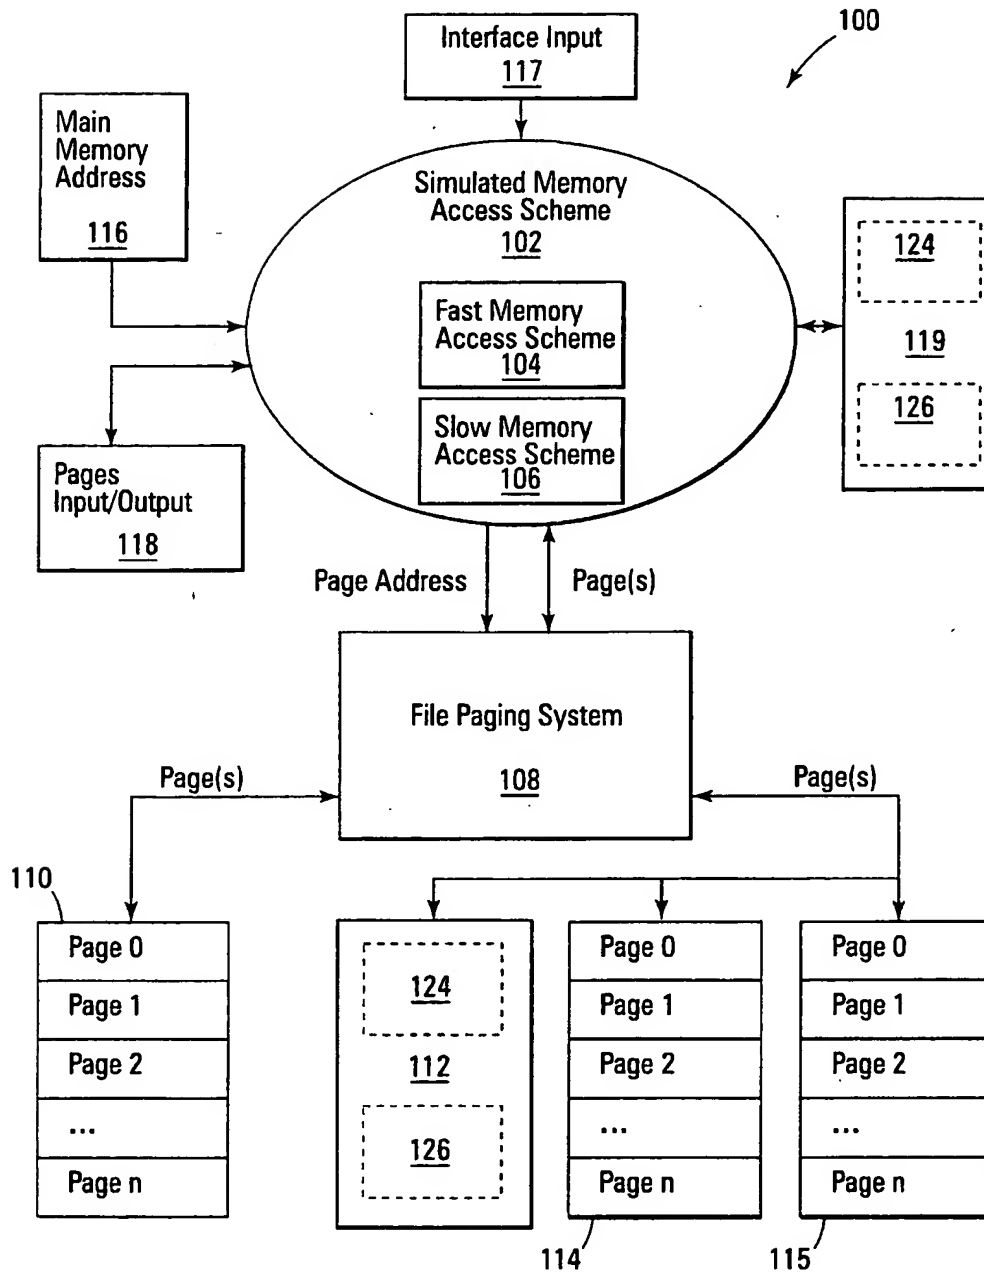 100
Interface Input
117
Main
Memory
Address
116
Simulated Memory
Access Scheme
102
Fast Memory
Access Scheme
104
Slow Memory
Access Scheme
106
124
119
126
Pages
Input/Output
118
Page Address
Page(s)
File Paging System
108
Page(s)
Page(s)
110
Page 0
Page 1
Page 2
...
Page n
124
112
126
Page 0
Page 1
Page 2
...
Page n
114
Page 0
Page 1
Page 2
...
Page n
115